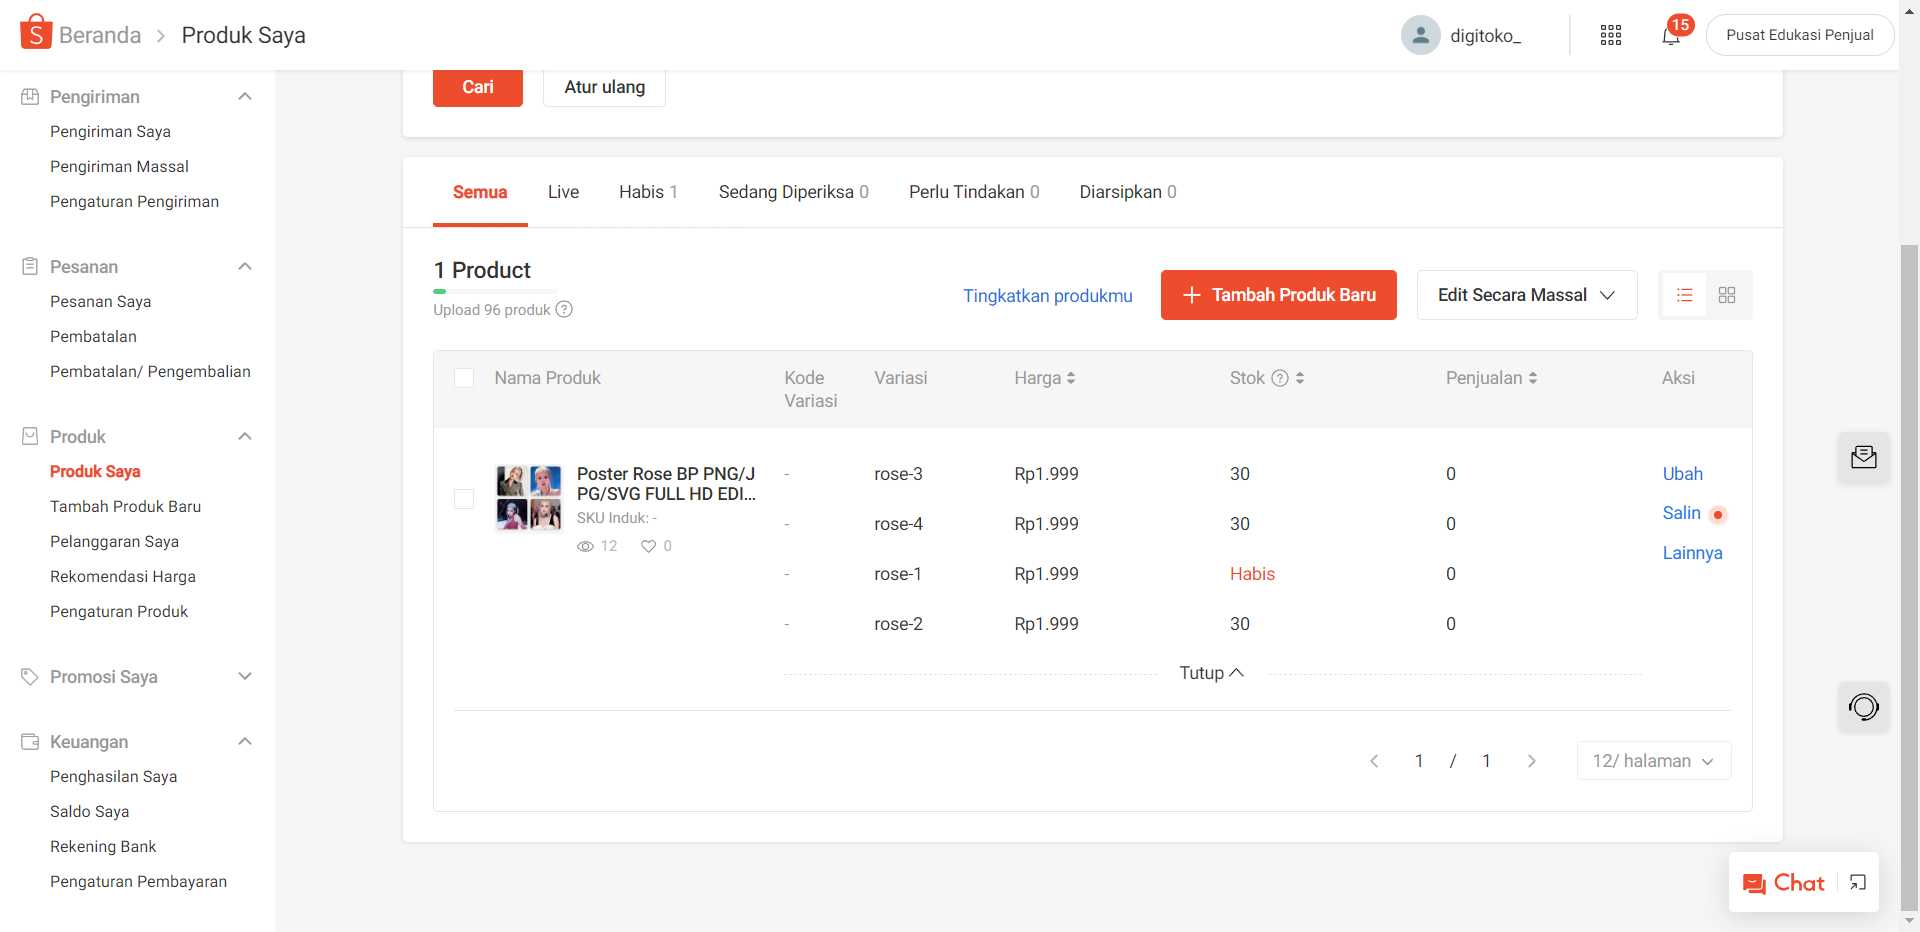 Beranda > Produk Saya
digitoko_
15
Pusat Edukasi Penjual
Pengiriman
Pengiriman Saya
Pengiriman Massal
Pengaturan Pengiriman
Pesanan
Pesanan Saya
Pembatalan
Pembatalan/ Pengembalian
Produk
Produk Saya
Tambah Produk Baru
Pelanggaran Saya
Rekomendasi Harga
Pengaturan Produk
Promosi Saya
Keuangan
Penghasilan Saya
Saldo Saya
Rekening Bank
Pengaturan Pembayaran
Cari
Atur ulang
Semua
Live
Habis 1
Sedang Diperiksa 0
Perlu Tindakan 0
Diarsipkan 0
1 Product
Upload 96 produk ?
Tingkatkan produkmu
+ Tambah Produk Baru
Edit Secara Massal
Nama Produk
Kode
Variasi
Variasi
Harga
Stok ?
Penjualan
Aksi
Poster Rose BP PNG/J
PG/SVG FULL HD EDI...
SKU Induk: -
12
0
- rose-3 Rp1.999 30 0
- rose-4 Rp1.999 30 0
- rose-1 Rp1.999 Habis 0
- rose-2 Rp1.999 30 0
Ubah
Salin
Lainnya
Tutup
< 1 / 1 >
12/ halaman
Chat